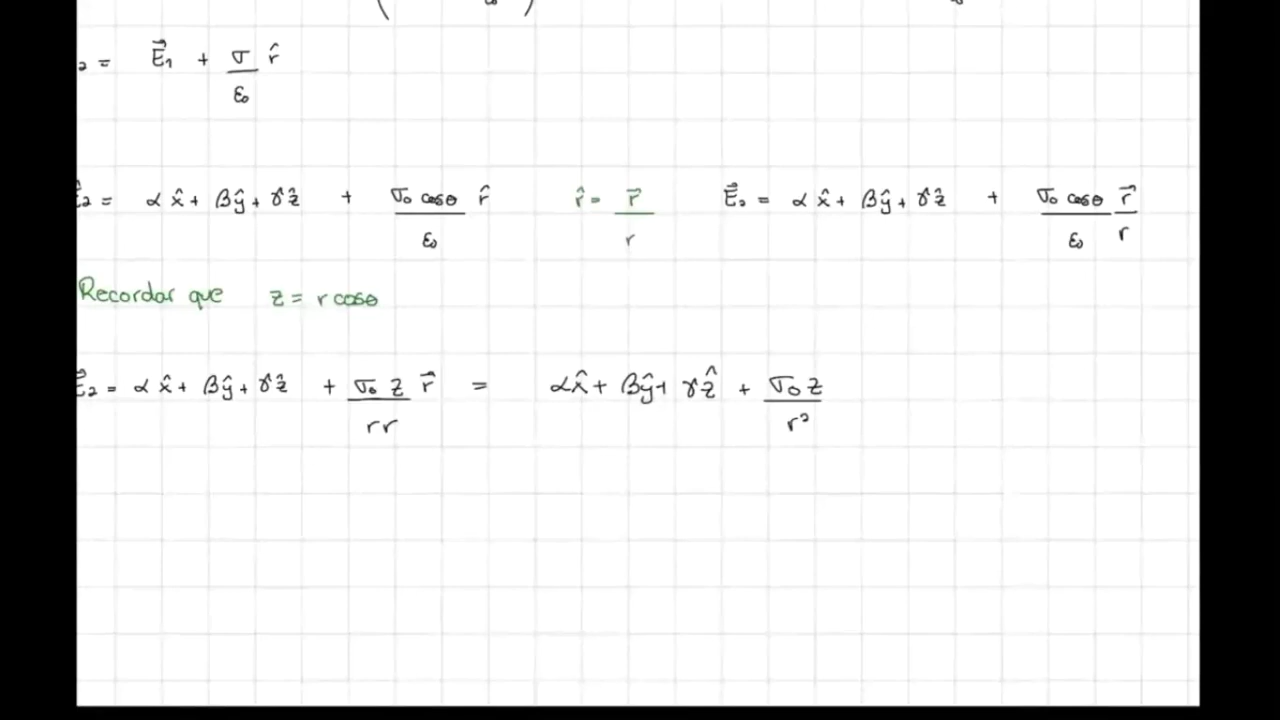 ₂ = E⃗₁ + σ/ε₀ r̂
E⃗₂ = αx̂ + βŷ + γẑ + σ₀ cosθ/ε₀ r̂ r̂ = r⃗/r E⃗₂ = αx̂ + βŷ + γẑ + σ₀ cosθ/ε₀ r⃗/r
Recordar que z = r cosθ
E⃗₂ = αx̂ + βŷ + γẑ + σ₀ z/rr r⃗ = αx̂ + βŷ + γẑ + σ₀z/r²